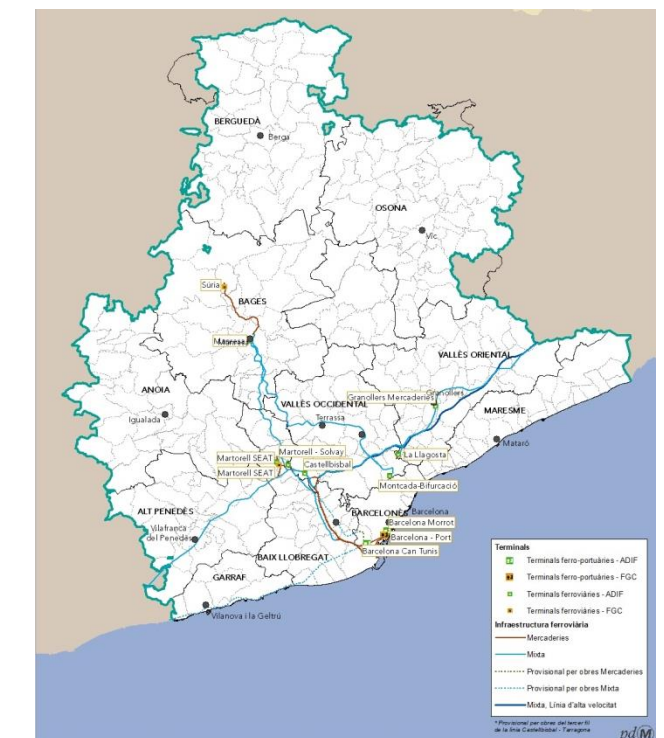 BERGUEDÀ
Berga
OSONA
Vic
Súria
BAGES
Manresa
VALLÈS ORIENTAL
ANOIA
Igualada
VALLÈS OCCIDENTAL
Terrassa
Granollers Mercaderies
Granollers
MARESME
Mataró
Martorell - Solvay
Martorell SEAT
Castellbisbal
Martorell SEAT
La Llagosta
Montcada-Bifurcació
ALT PENEDÈS
Vilafranca
del Penedès
BARCELONÈS
Barcelona
Barcelona Morrot
Barcelona - Port
Barcelona Can Tunis
BAIX LLOBREGAT
GARRAF
Vilanova i la Geltrú
Terminals
Terminals ferro-portuàries - ADIF
Terminals ferro-portuàries - FGC
Terminals ferroviàries - ADIF
Terminals ferroviàries - FGC
Infraestructura ferroviària
Mercaderies
Mixta
Provisional per obres Mercaderies
Provisional per obres Mixta
Mixta, Línia d'alta velocitat
* Provisional per obres del tercer fil
de la línia Castellbisbal - Tarragona
pdM